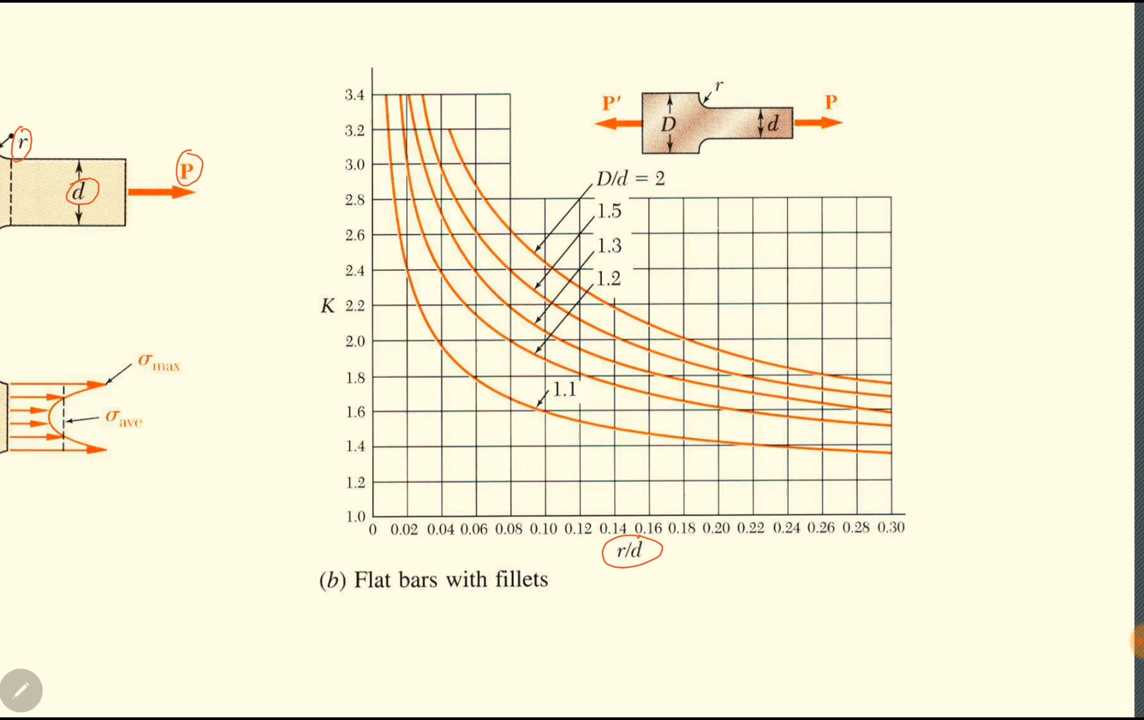 r
P
d
σmax
σave
3.4
3.2
3.0
2.8
2.6
2.4
K 2.2
2.0
1.8
1.6
1.4
1.2
1.0
P′
r
P
D
d
D/d = 2
1.5
1.3
1.2
1.1
0 0.02 0.04 0.06 0.08 0.10 0.12 0.14 0.16 0.18 0.20 0.22 0.24 0.26 0.28 0.30
r/d
(b) Flat bars with fillets